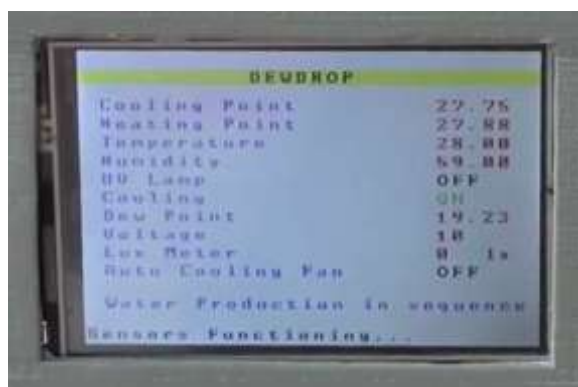 DEWDROP
Cooling Point 27.75
Heating Point 27.88
Temperature 28.00
Humidity 59.00
UV Lamp OFF
Cooling ON
Dew Point 19.23
Voltage 10
Lux Meter 0 lx
Auto Cooling Fan OFF
Water Production in sequence
Sensors Functioning...